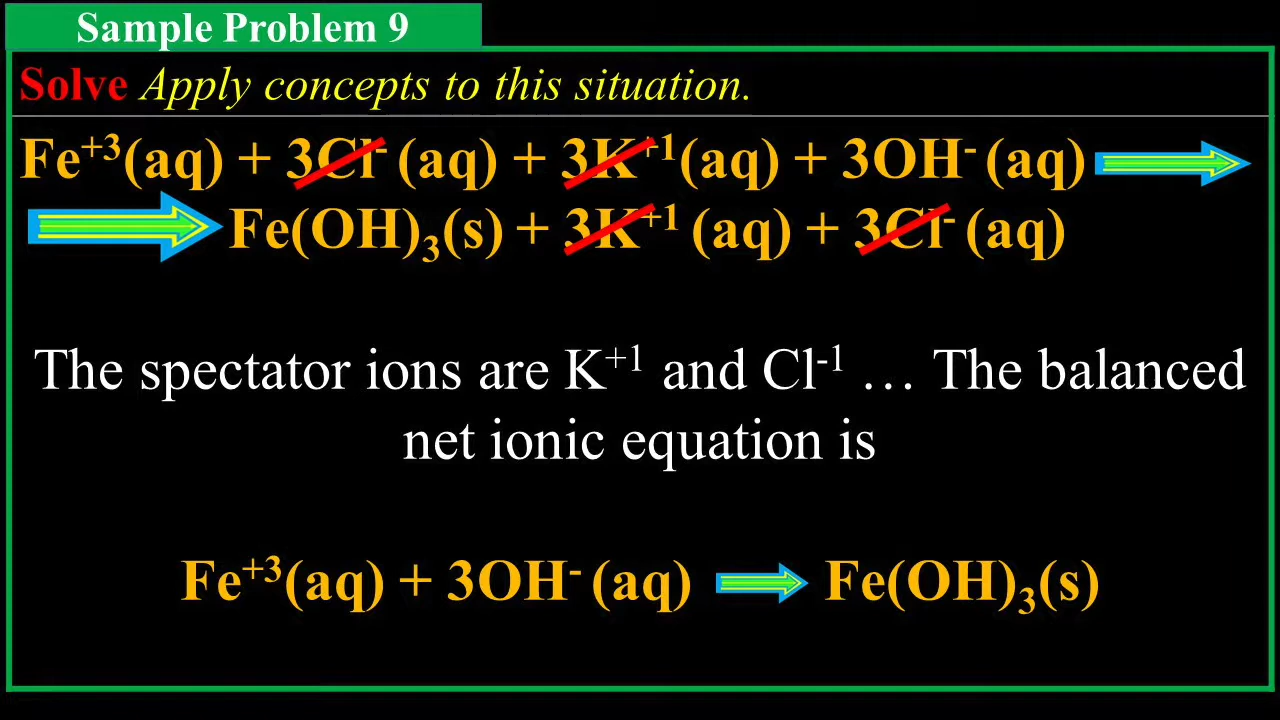 Sample Problem 9
Solve Apply concepts to this situation.
Fe⁺³(aq) + 3Cl⁻ (aq) + 3K⁺¹(aq) + 3OH⁻ (aq)
Fe(OH)₃(s) + 3K⁺¹ (aq) + 3Cl⁻ (aq)
The spectator ions are K⁺¹ and Cl⁻¹ … The balanced
net ionic equation is
Fe⁺³(aq) + 3OH⁻ (aq) Fe(OH)₃(s)